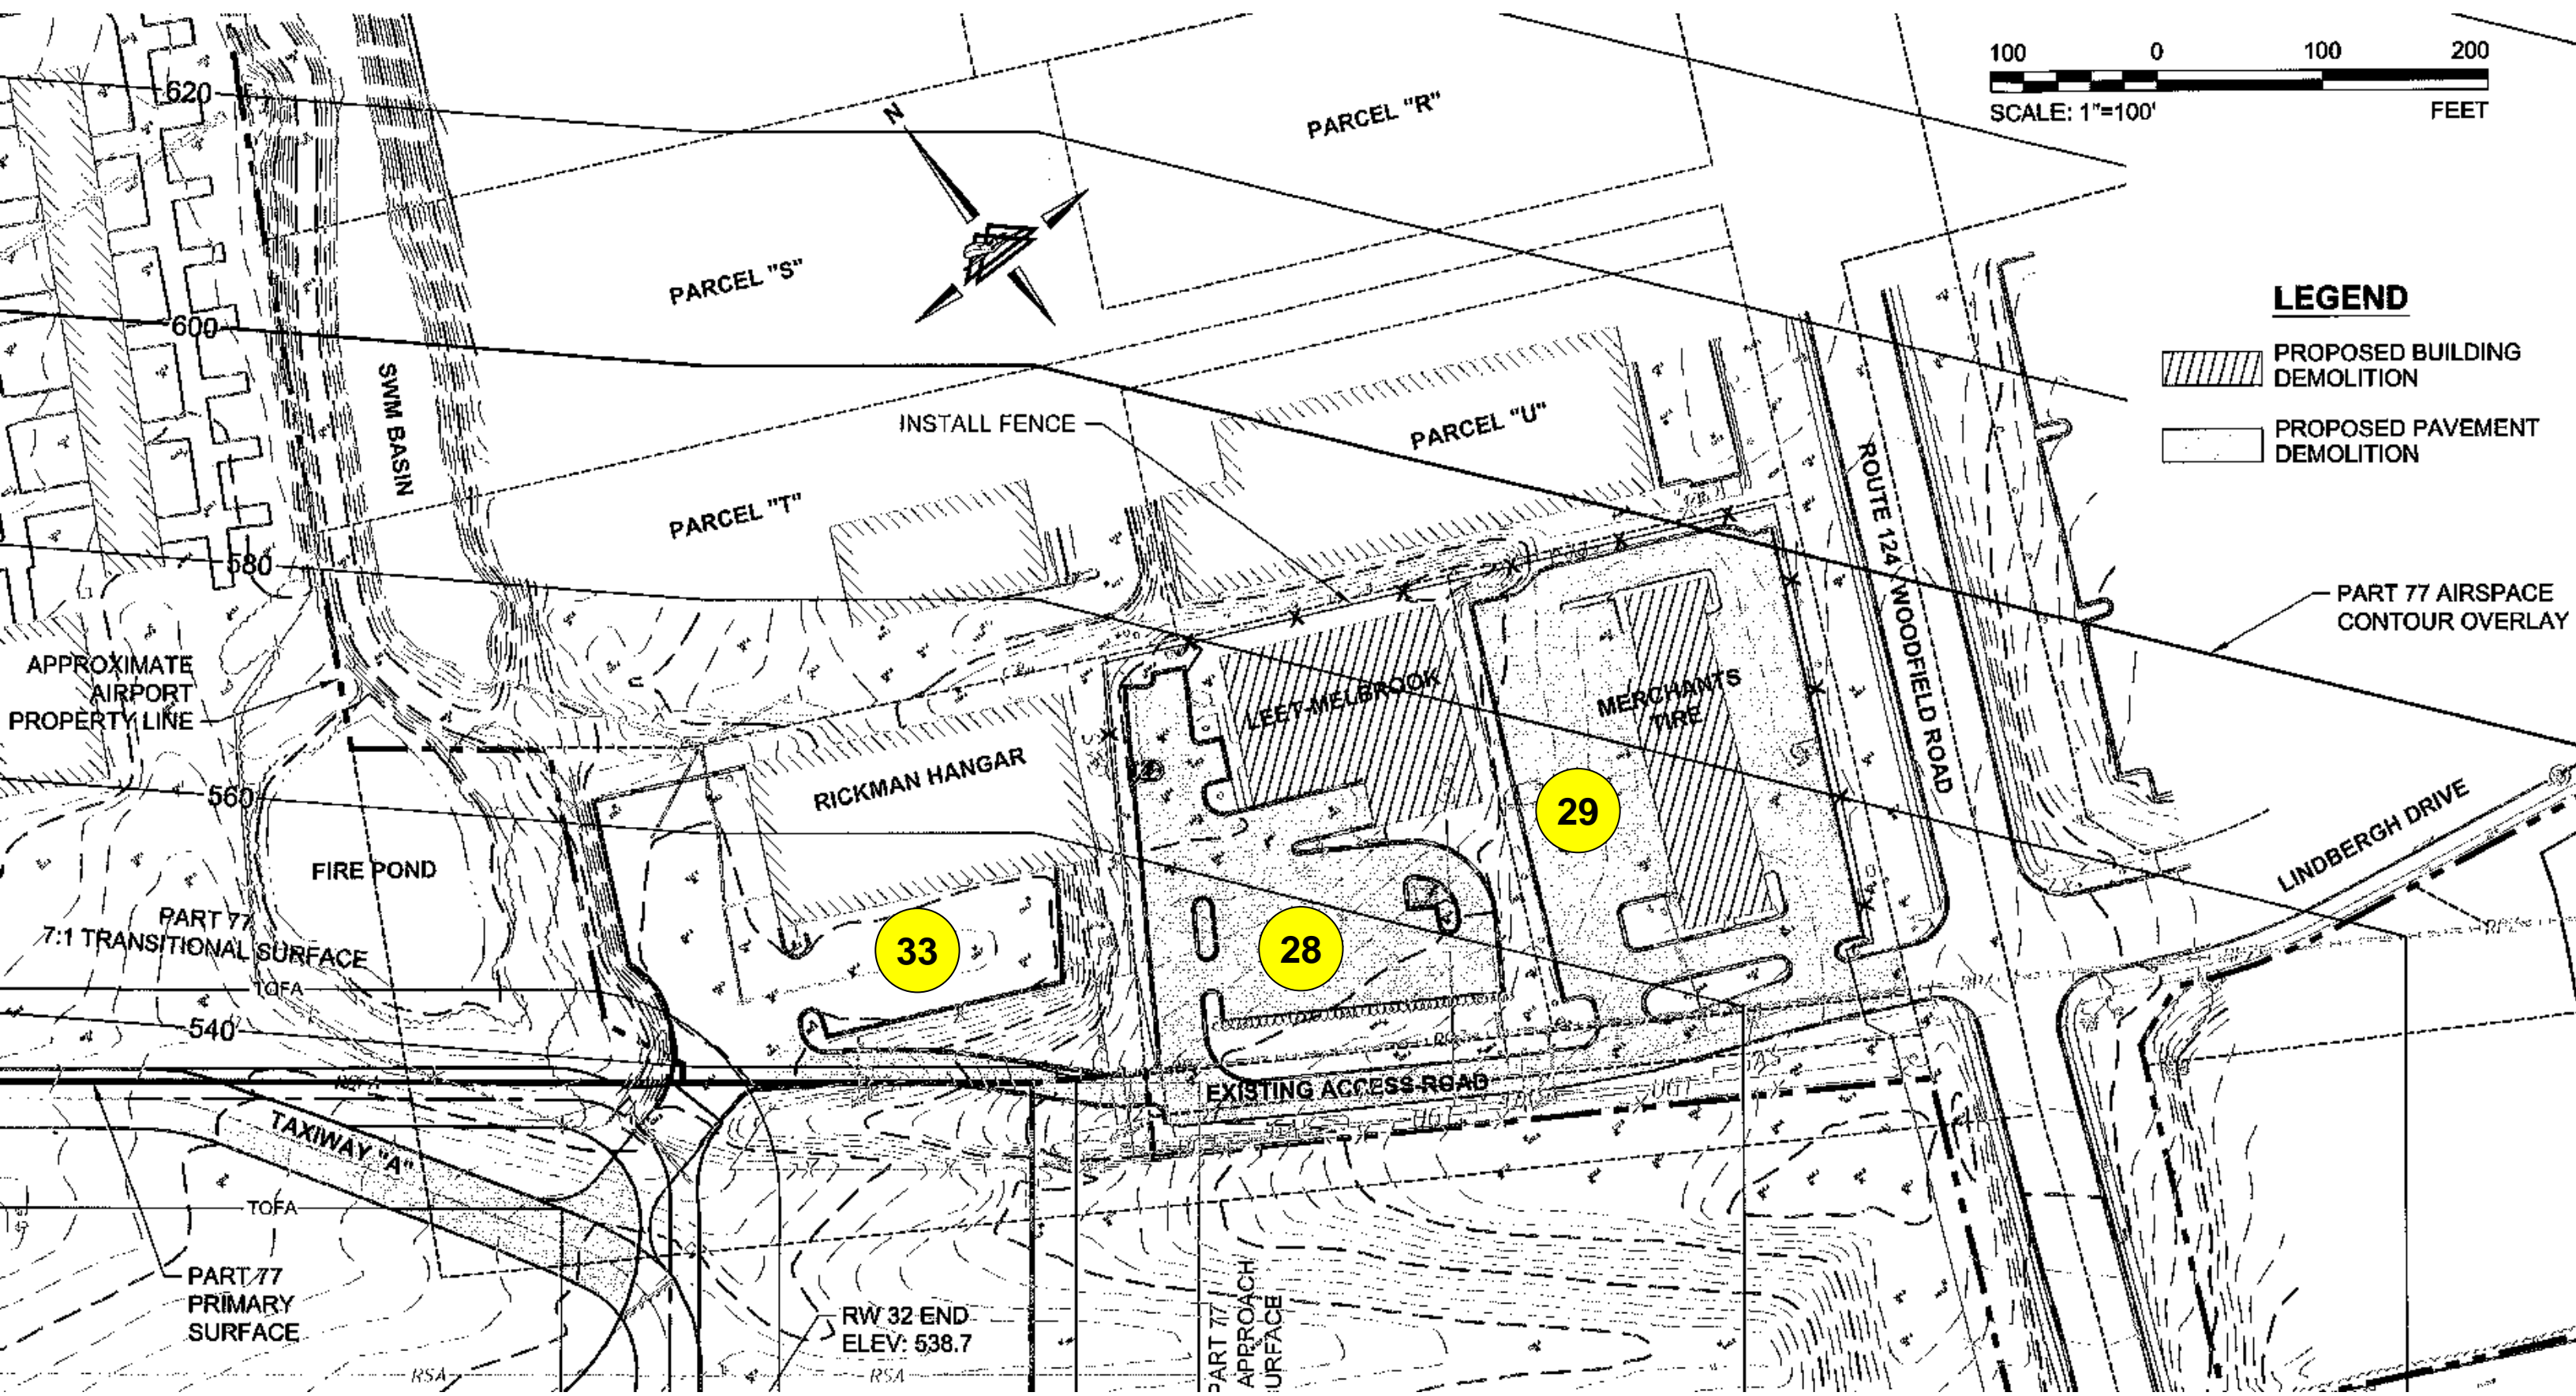 100 0 100 200
SCALE: 1"=100' FEET
N
620
PARCEL "R"
PARCEL "S"
LEGEND
PROPOSED BUILDING
DEMOLITION
PROPOSED PAVEMENT
DEMOLITION
600
SWM BASIN
INSTALL FENCE
PARCEL "U"
PARCEL "T"
ROUTE 124 / WOODFIELD ROAD
580
PART 77 AIRSPACE
CONTOUR OVERLAY
APPROXIMATE
AIRPORT
PROPERTY LINE
LEET-MELBROOK
MERCHANTS
TIRE
RICKMAN HANGAR
560
29
LINDBERGH DRIVE
FIRE POND
PART 77
7:1 TRANSITIONAL SURFACE
33
28
TOFA
540
EXISTING ACCESS ROAD
UGT
UGT
TAXIWAY "A"
TOFA
PART 77
PRIMARY
SURFACE
RW 32 END
ELEV: 538.7
PART 77
APPROACH
SURFACE
RSA
RSA